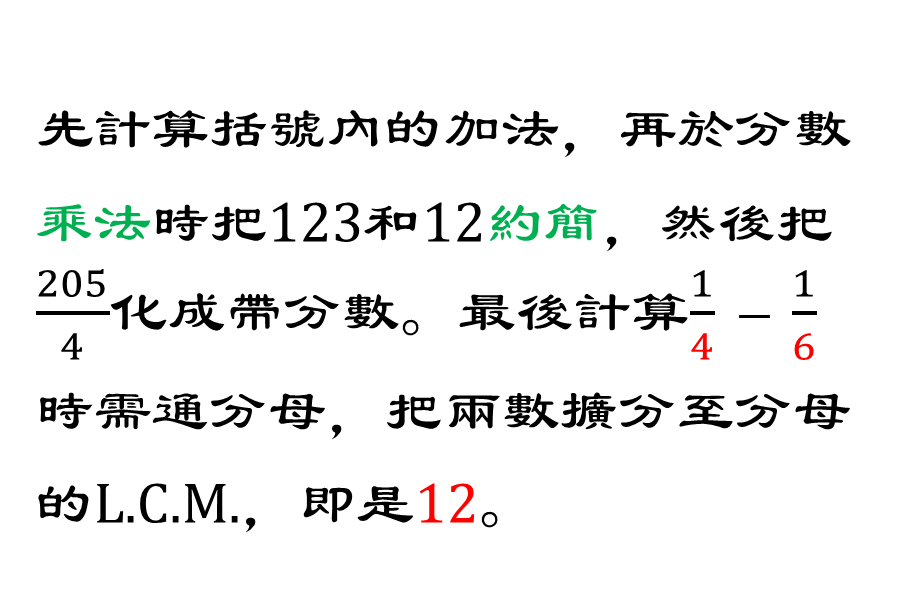 先計算括號內的加法，再於分數
乘法時把123和12約簡，然後把
205/4化成帶分數。最後計算1/4 − 1/6
時需通分母，把兩數擴分至分母
的L.C.M.，即是12。